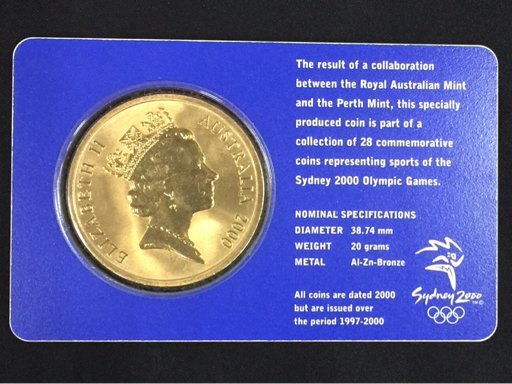 ELIZABETH II
AUSTRALIA 2000
The result of a collaboration
between the Royal Australian Mint
and the Perth Mint, this specially
produced coin is part of a
collection of 28 commemorative
coins representing sports of the
Sydney 2000 Olympic Games.
NOMINAL SPECIFICATIONS
DIAMETER 38.74 mm
WEIGHT 20 grams
METAL Al-Zn-Bronze
All coins are dated 2000
but are issued over
the period 1997-2000
Sydney 2000